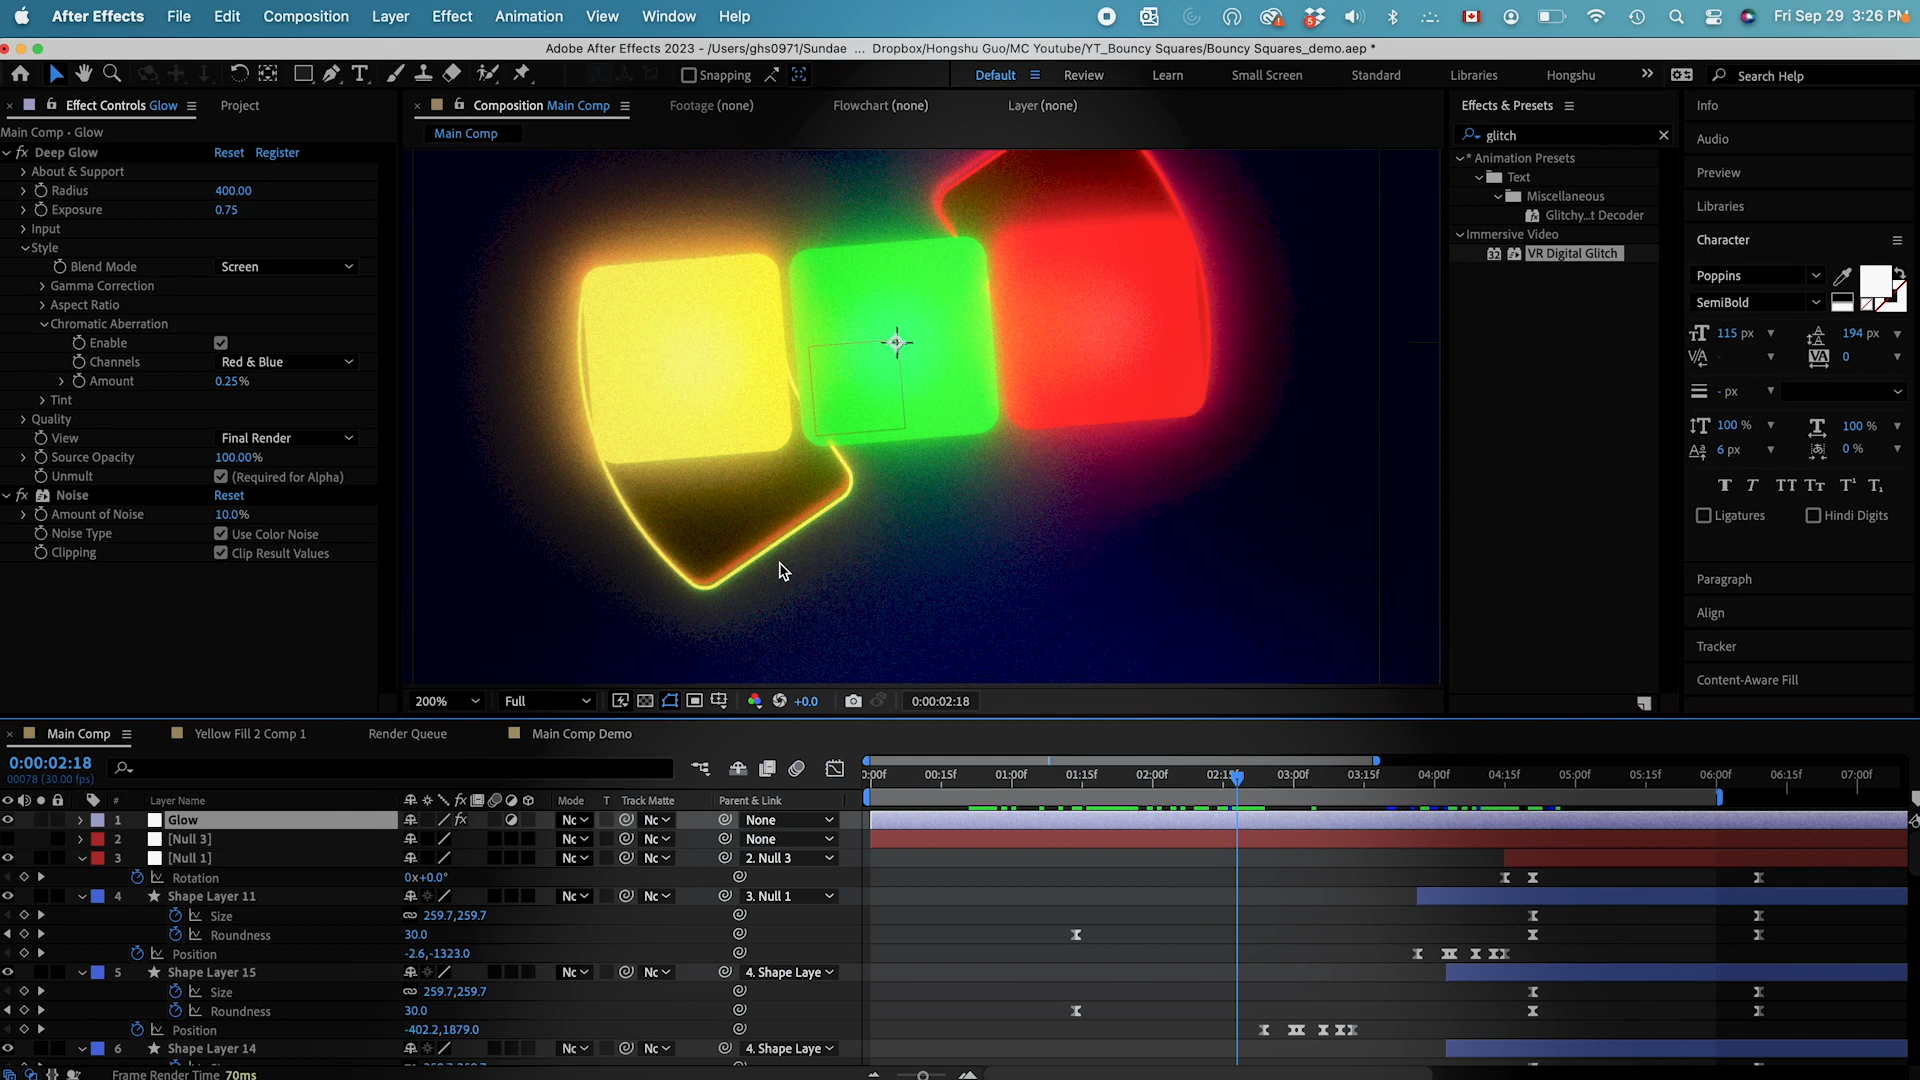 After Effects File Edit Composition Layer Effect Animation View Window Help Fri Sep 29 3:26 PM
Adobe After Effects 2023 - /Users/ghs0971/Sundae ... Dropbox/Hongshu Guo/MC Youtube/YT_Bouncy Squares/Bouncy Squares_demo.aep *
Snapping Default Review Learn Small Screen Standard Libraries Hongshu Search Help
Effect Controls Glow Project
Main Comp • Glow
Deep Glow Reset Register
About & Support
Radius 400.00
Exposure 0.75
Input
Style
Blend Mode Screen
Gamma Correction
Aspect Ratio
Chromatic Aberration
Enable
Channels Red & Blue
Amount 0.25%
Tint
Quality
View Final Render
Source Opacity 100.00%
Unmult (Required for Alpha)
fx Noise Reset
Amount of Noise 10.0%
Noise Type Use Color Noise
Clipping Clip Result Values
Composition Main Comp Footage (none) Flowchart (none) Layer (none)
Main Comp
200% Full +0.0 0:00:02:18
Effects & Presets
glitch
* Animation Presets
Text
Miscellaneous
Glitchy...t Decoder
Immersive Video
32 VR Digital Glitch
Info
Audio
Preview
Libraries
Character
Poppins
SemiBold
115 px 194 px
0
- px
100 % 100 %
6 px 0 %
Ligatures Hindi Digits
Paragraph
Align
Tracker
Content-Aware Fill
Main Comp Yellow Fill 2 Comp 1 Render Queue Main Comp Demo
0:00:02:18
00078 (30.00 fps)
00:15f 01:00f 01:15f 02:00f 03:00f 03:15f 04:00f 04:15f 05:00f 05:15f 06:00f 06:15f 07:00f
# Layer Name Mode T Track Matte Parent & Link
1 Glow None
2 [Null 3] None
3 [Null 1] 2. Null 3
Rotation 0x+0.0°
4 Shape Layer 11 3. Null 1
Size 259.7,259.7
Roundness 30.0
Position -2.6,-1323.0
5 Shape Layer 15 4. Shape Laye
Size 259.7,259.7
Roundness 30.0
Position -402.2,1879.0
6 Shape Layer 14 4. Shape Laye
Frame Render Time 70ms